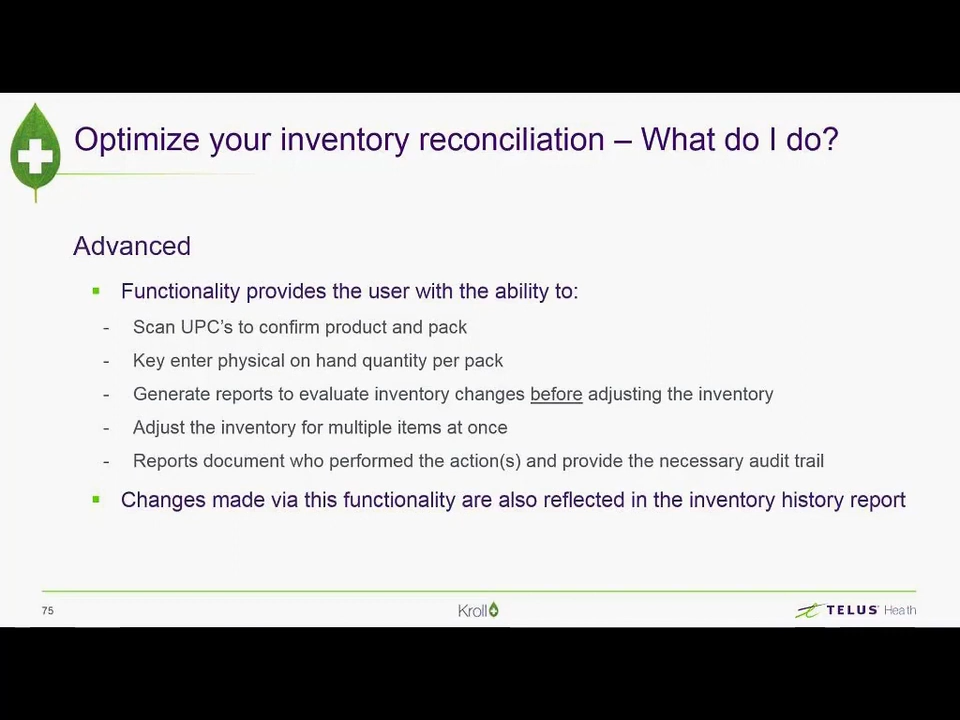 Optimize your inventory reconciliation – What do I do?
Advanced
▪ Functionality provides the user with the ability to:
- Scan UPC's to confirm product and pack
- Key enter physical on hand quantity per pack
- Generate reports to evaluate inventory changes before adjusting the inventory
- Adjust the inventory for multiple items at once
- Reports document who performed the action(s) and provide the necessary audit trail
▪ Changes made via this functionality are also reflected in the inventory history report
75
Kroll
TELUS Health